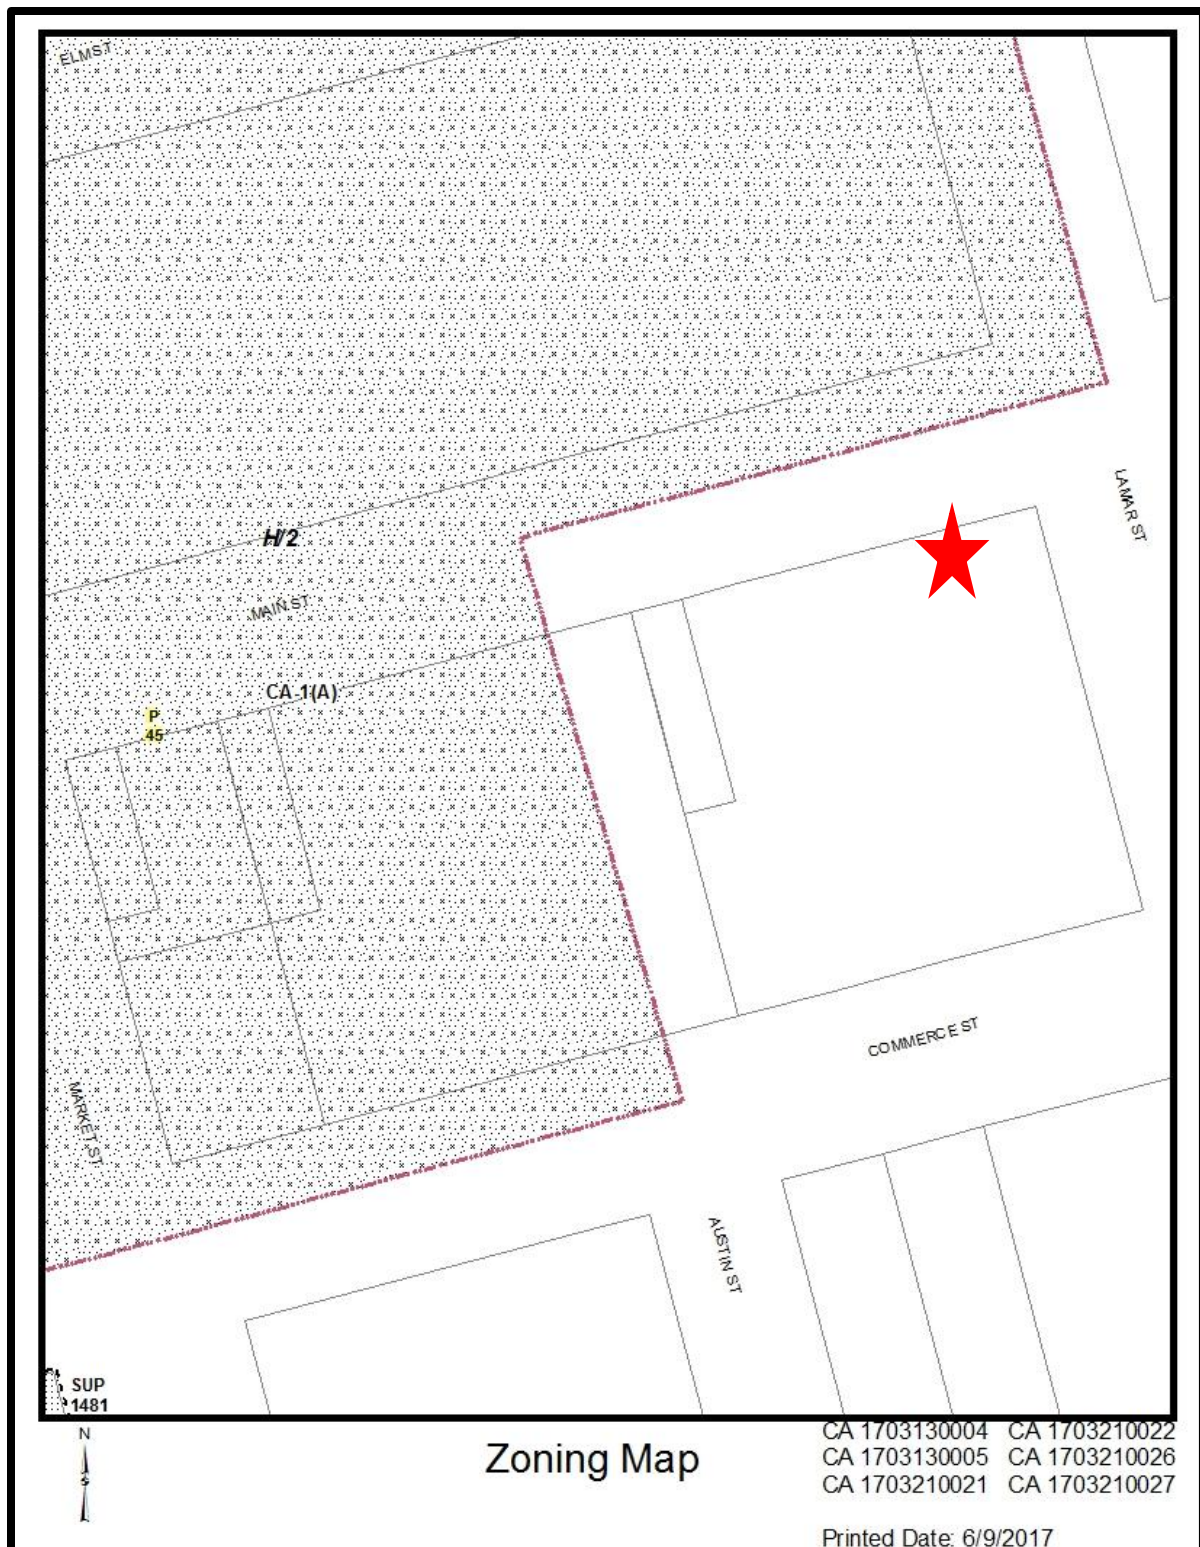 ELM ST
LAMAR ST
H/2
MAIN ST
CA-1(A)
P
45
COMMERCE ST
MARKET ST
AUSTIN ST
SUP
1481
N
S
Zoning Map
CA 1703130004 CA 1703210022
CA 1703130005 CA 1703210026
CA 1703210021 CA 1703210027
Printed Date: 6/9/2017